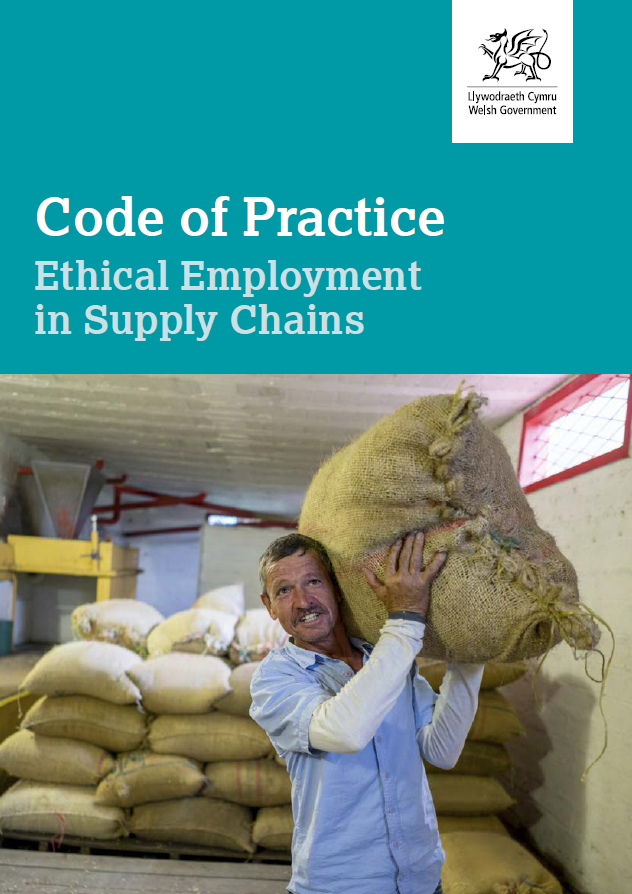 Llywodraeth Cymru
Welsh Government
Code of Practice
Ethical Employment
in Supply Chains